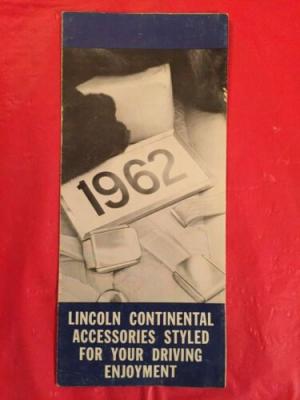 1962
LINCOLN CONTINENTAL
ACCESSORIES STYLED
FOR YOUR DRIVING
ENJOYMENT